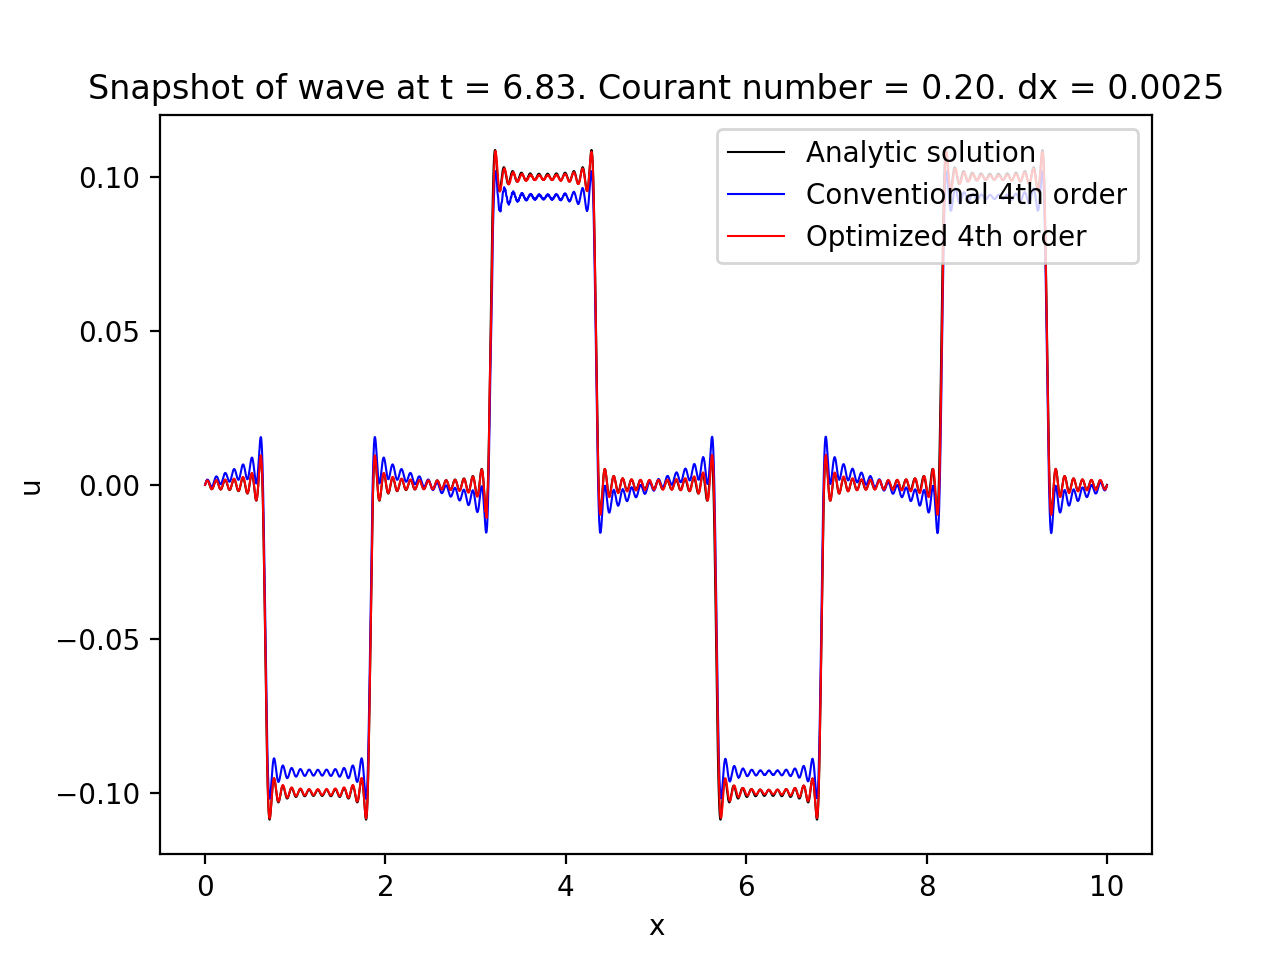 Snapshot of wave at t = 6.83. Courant number = 0.20. dx = 0.0025
Analytic solution
Conventional 4th order
Optimized 4th order
0.10
0.05
0.00
−0.05
−0.10
u
0 2 4 6 8 10
x